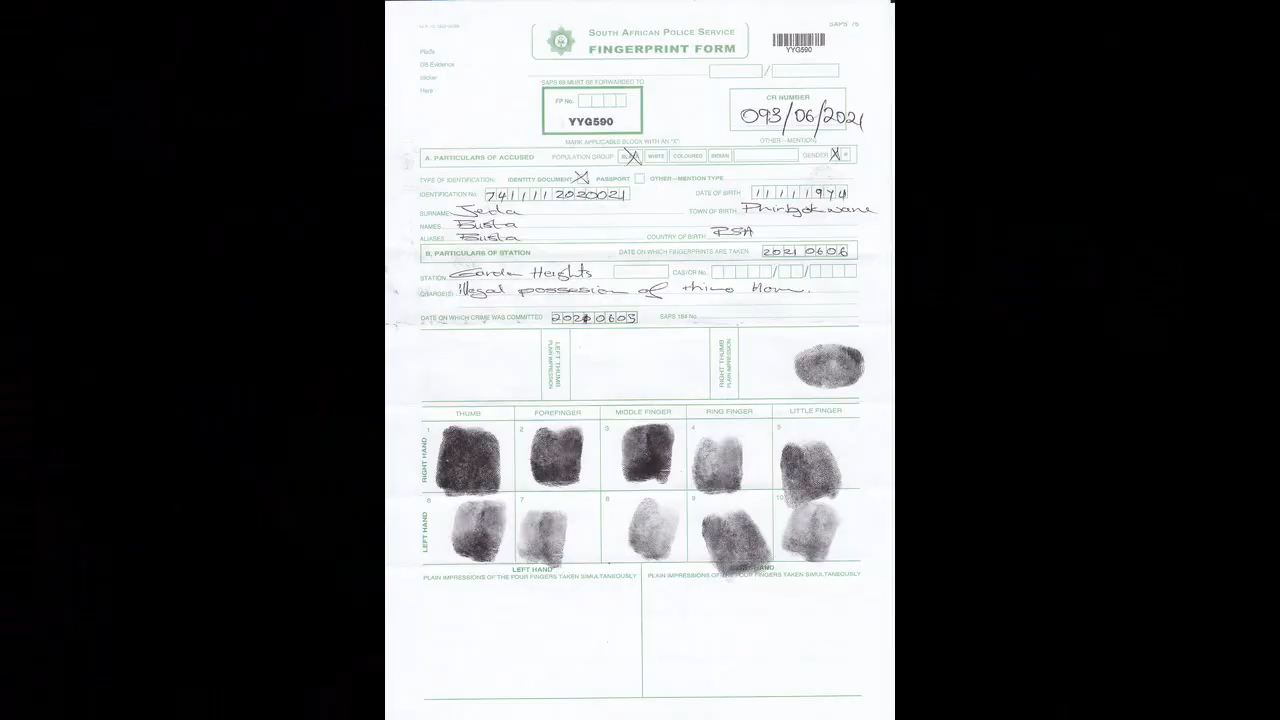 SAPS 76
SOUTH AFRICAN POLICE SERVICE
FINGERPRINT FORM
YYG590
Place
OB Evidence
sticker
Here
SAPS 69 MUST BE FORWARDED TO
FP No.
YYG590
CR NUMBER
093/06/2021
MARK APPLICABLE BLOCK WITH AN "X"
OTHER – MENTION
A. PARTICULARS OF ACCUSED POPULATION GROUP BLACK WHITE COLOURED INDIAN GENDER
TYPE OF IDENTIFICATION: IDENTITY DOCUMENT PASSPORT OTHER–MENTION TYPE
IDENTIFICATION No. 7411112020021 DATE OF BIRTH 11111974
SURNAME Jeda TOWN OF BIRTH
NAMES Busta
ALIASES Busta COUNTRY OF BIRTH RSA
B. PARTICULARS OF STATION DATE ON WHICH FINGERPRINTS ARE TAKEN 20210606
STATION Garden Heights CAS/CR No.
CHARGE(S) Illegal possession of rhino Horn.
DATE ON WHICH CRIME WAS COMMITTED 20210605 SAPS 184 No.
LEFT THUMB
PLAIN IMPRESSION
RIGHT THUMB
PLAIN IMPRESSION
THUMB FOREFINGER MIDDLE FINGER RING FINGER LITTLE FINGER
RIGHT HAND
1 2 3 4 5
LEFT HAND
6 7 8 9 10
LEFT HAND
PLAIN IMPRESSIONS OF THE FOUR FINGERS TAKEN SIMULTANEOUSLY
HAND
PLAIN IMPRESSIONS OF THE FOUR FINGERS TAKEN SIMULTANEOUSLY